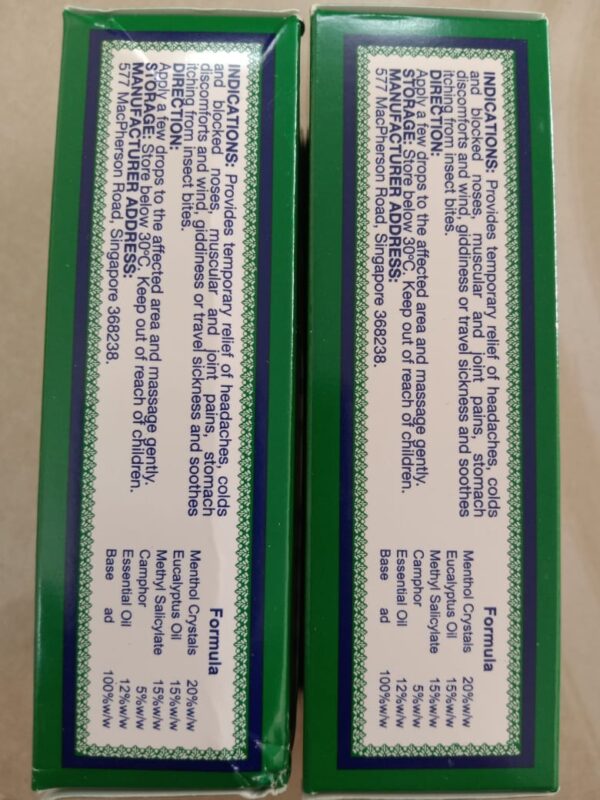 INDICATIONS: Provides temporary relief of headaches, colds
and blocked noses, muscular and joint pains, stomach
discomforts and wind, giddiness or travel sickness and soothes
itching from insect bites.
DIRECTION:
Apply a few drops to the affected area and massage gently.
STORAGE: Store below 30°C, Keep out of reach of children.
MANUFACTURER ADDRESS:
577 MacPherson Road, Singapore 368238.
Formula
Menthol Crystals 20%w/w
Eucalyptus Oil 15%w/w
Methyl Salicylate 15%w/w
Camphor 5%w/w
Essential Oil 12%w/w
Base ad 100%w/w
INDICATIONS: Provides temporary relief of headaches, colds
and blocked noses, muscular and joint pains, stomach
discomforts and wind, giddiness or travel sickness and soothes
itching from insect bites.
DIRECTION:
Apply a few drops to the affected area and massage gently.
STORAGE: Store below 30°C, Keep out of reach of children.
MANUFACTURER ADDRESS:
577 MacPherson Road, Singapore 368238.
Formula
Menthol Crystals 20%w/w
Eucalyptus Oil 15%w/w
Methyl Salicylate 15%w/w
Camphor 5%w/w
Essential Oil 12%w/w
Base ad 100%w/w